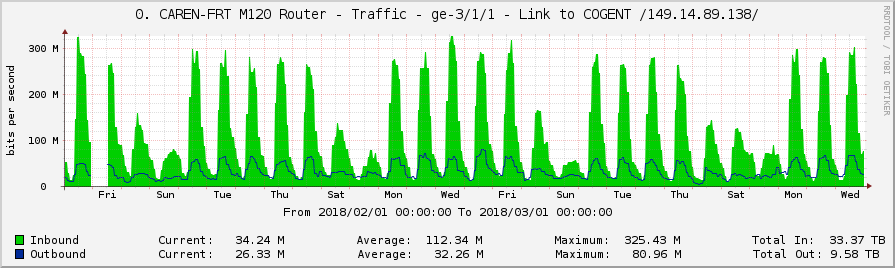 0. CAREN-FRT M120 Router - Traffic - ge-3/1/1 - Link to COGENT /149.14.89.138/
RRDTOOL / TOBI OETIKER
bits per second
300 M
200 M
100 M
0
Fri Sun Tue Thu Sat Mon Wed Fri Sun Tue Thu Sat Mon Wed
From 2018/02/01 00:00:00 To 2018/03/01 00:00:00
Inbound Current: 34.24 M Average: 112.34 M Maximum: 325.43 M Total In: 33.37 TB
Outbound Current: 26.33 M Average: 32.26 M Maximum: 80.96 M Total Out: 9.58 TB